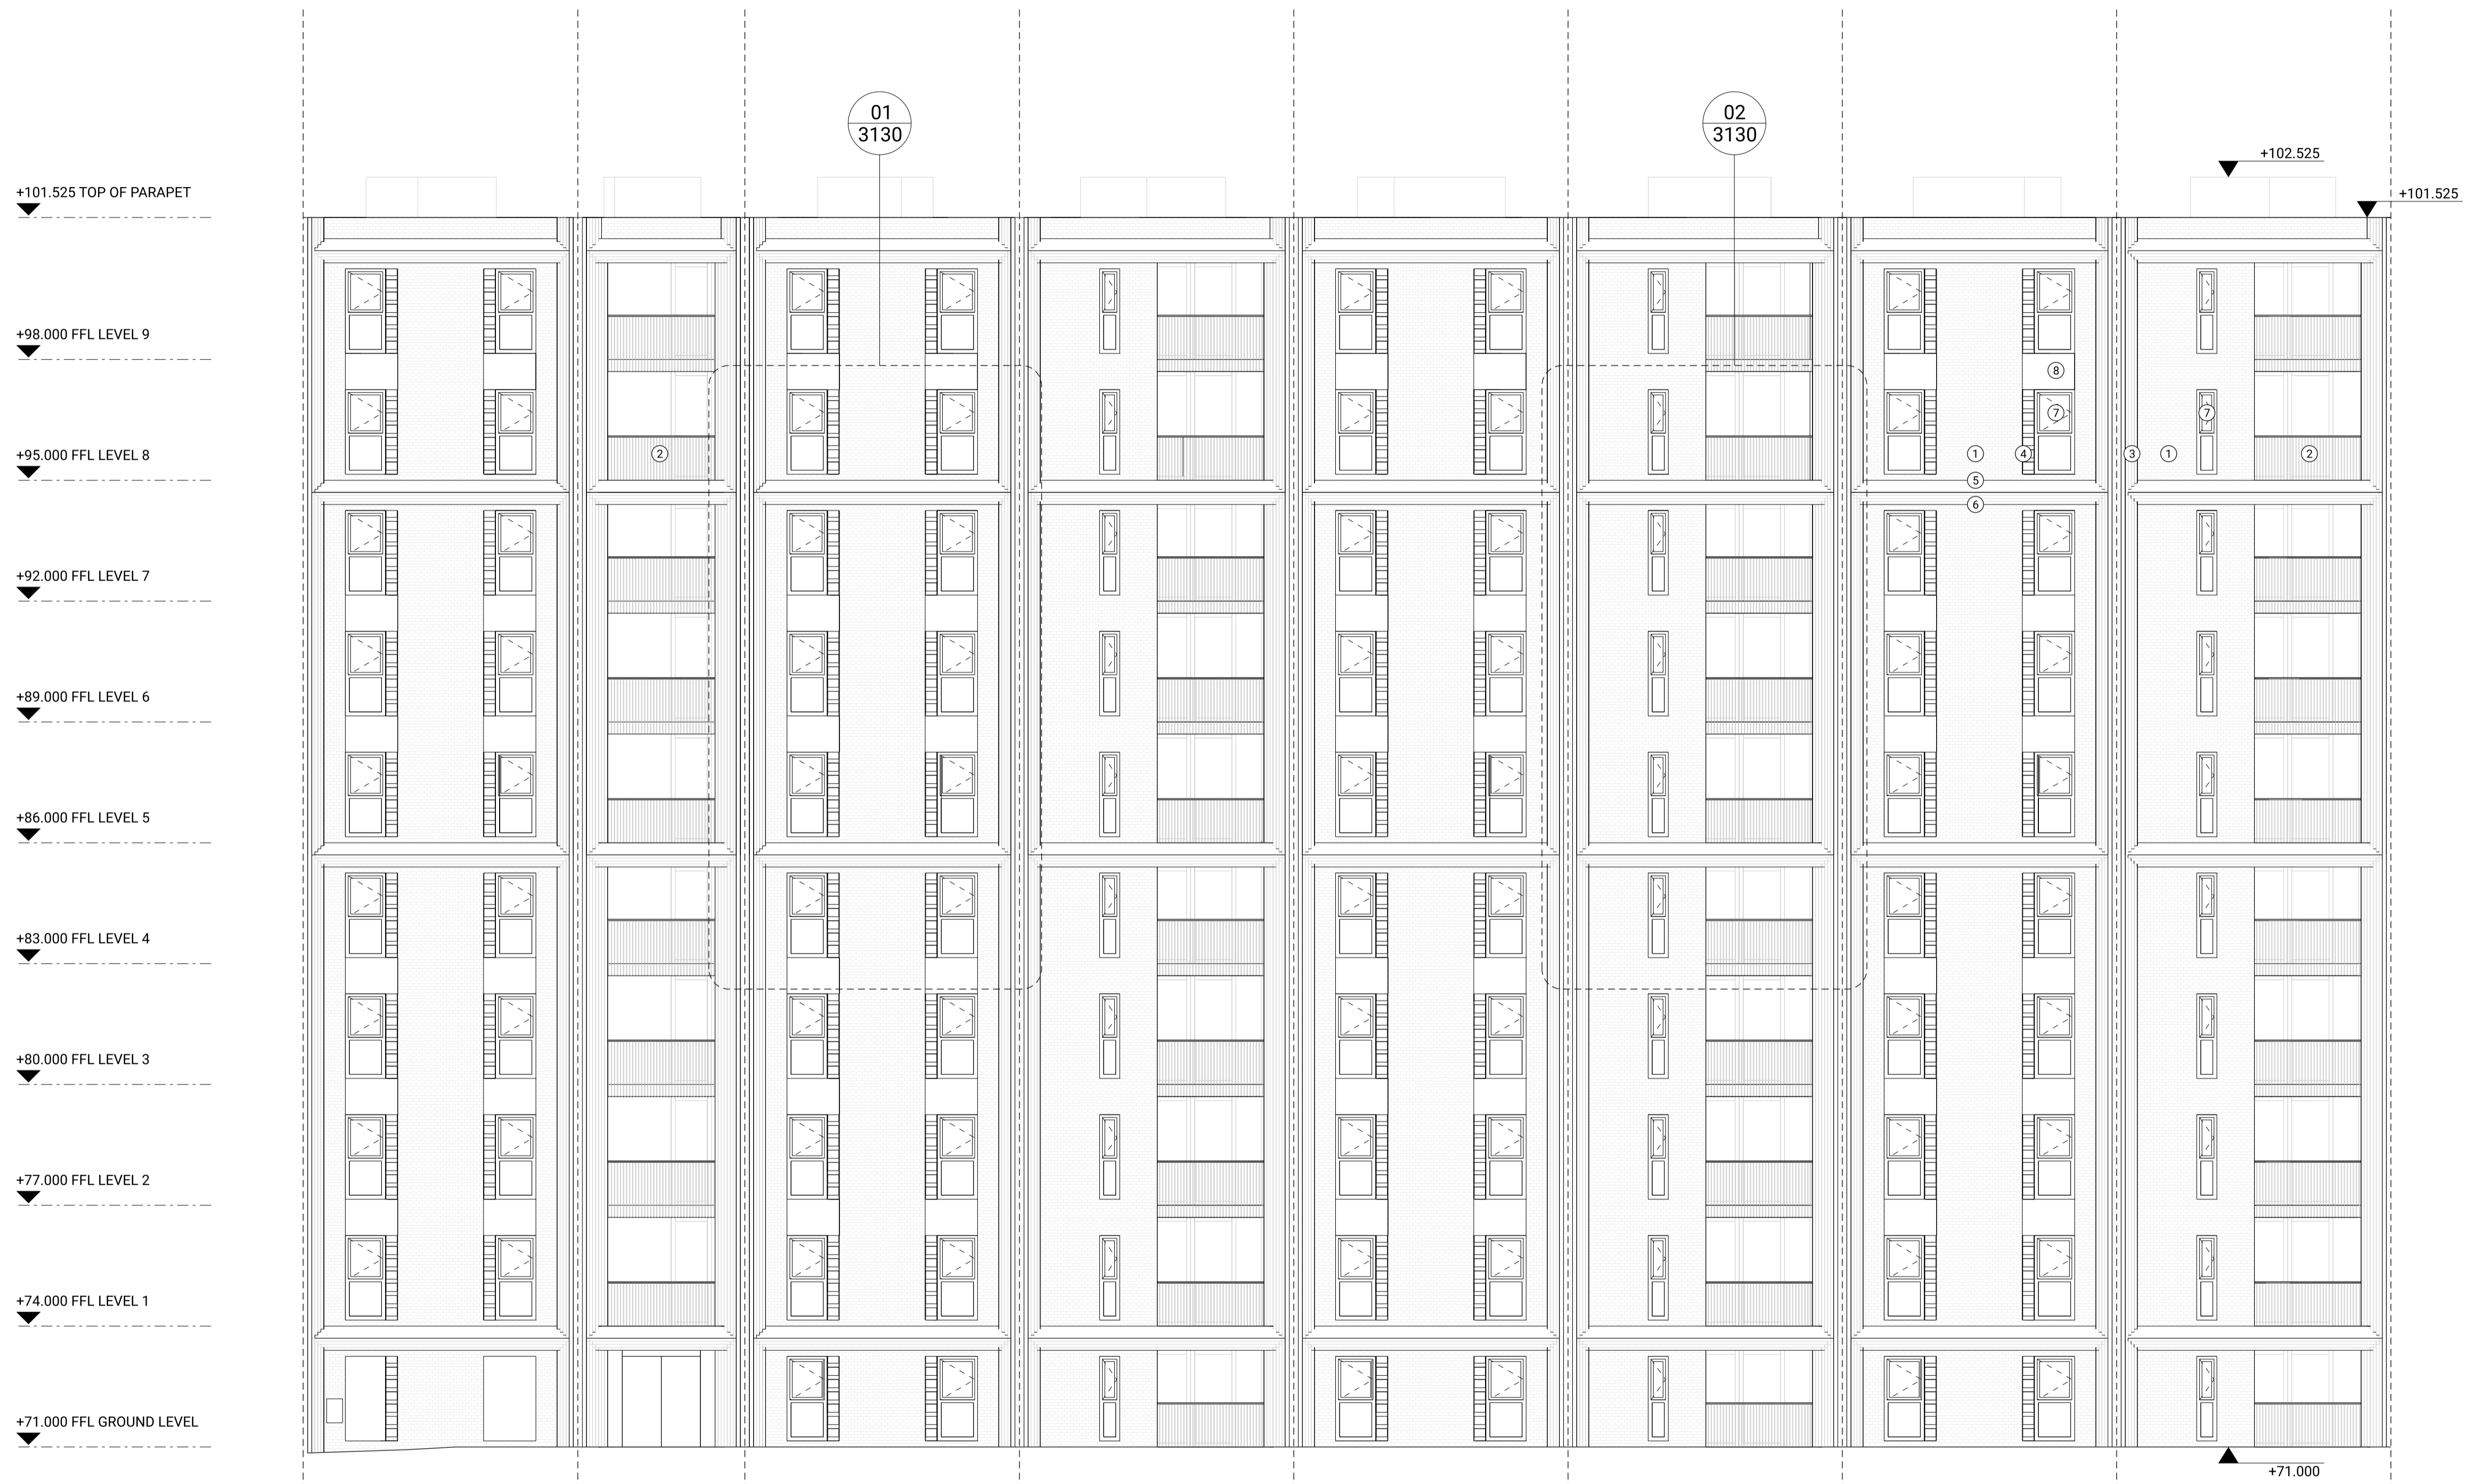 01
3130
02
3130
+102.525
+101.525 TOP OF PARAPET
+101.525
+98.000 FFL LEVEL 9
8
7
7
+95.000 FFL LEVEL 8
2
1
4
3
1
2
5
6
+92.000 FFL LEVEL 7
+89.000 FFL LEVEL 6
+86.000 FFL LEVEL 5
+83.000 FFL LEVEL 4
+80.000 FFL LEVEL 3
+77.000 FFL LEVEL 2
+74.000 FFL LEVEL 1
+71.000 FFL GROUND LEVEL
+71.000